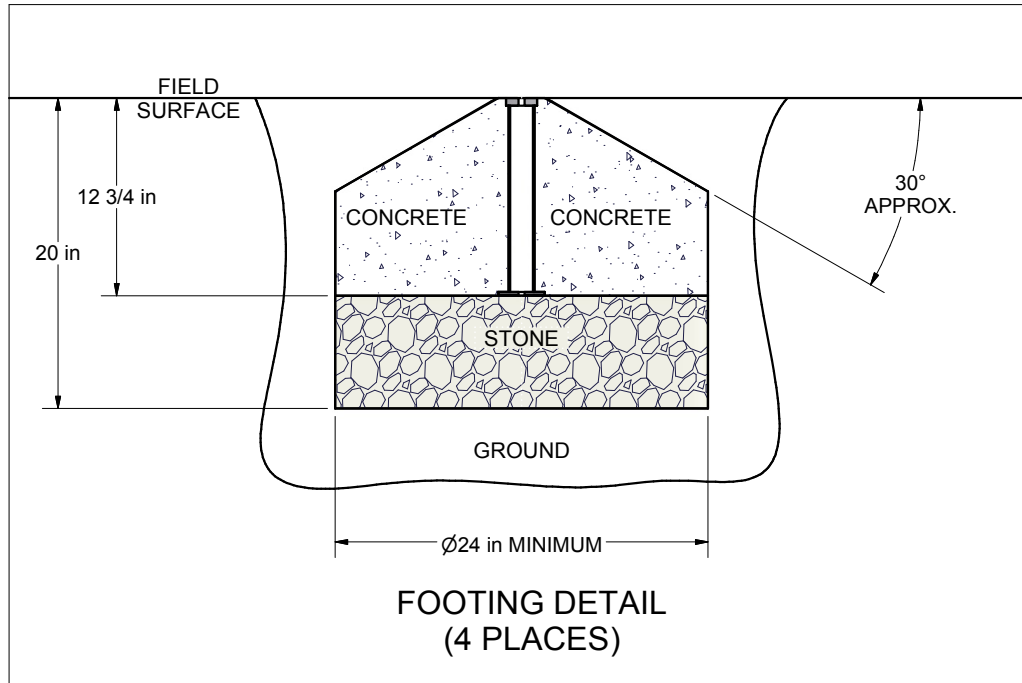 FIELD
SURFACE
12 3/4 in
30°
APPROX.
CONCRETE
CONCRETE
20 in
STONE
GROUND
Ø24 in MINIMUM
FOOTING DETAIL
(4 PLACES)